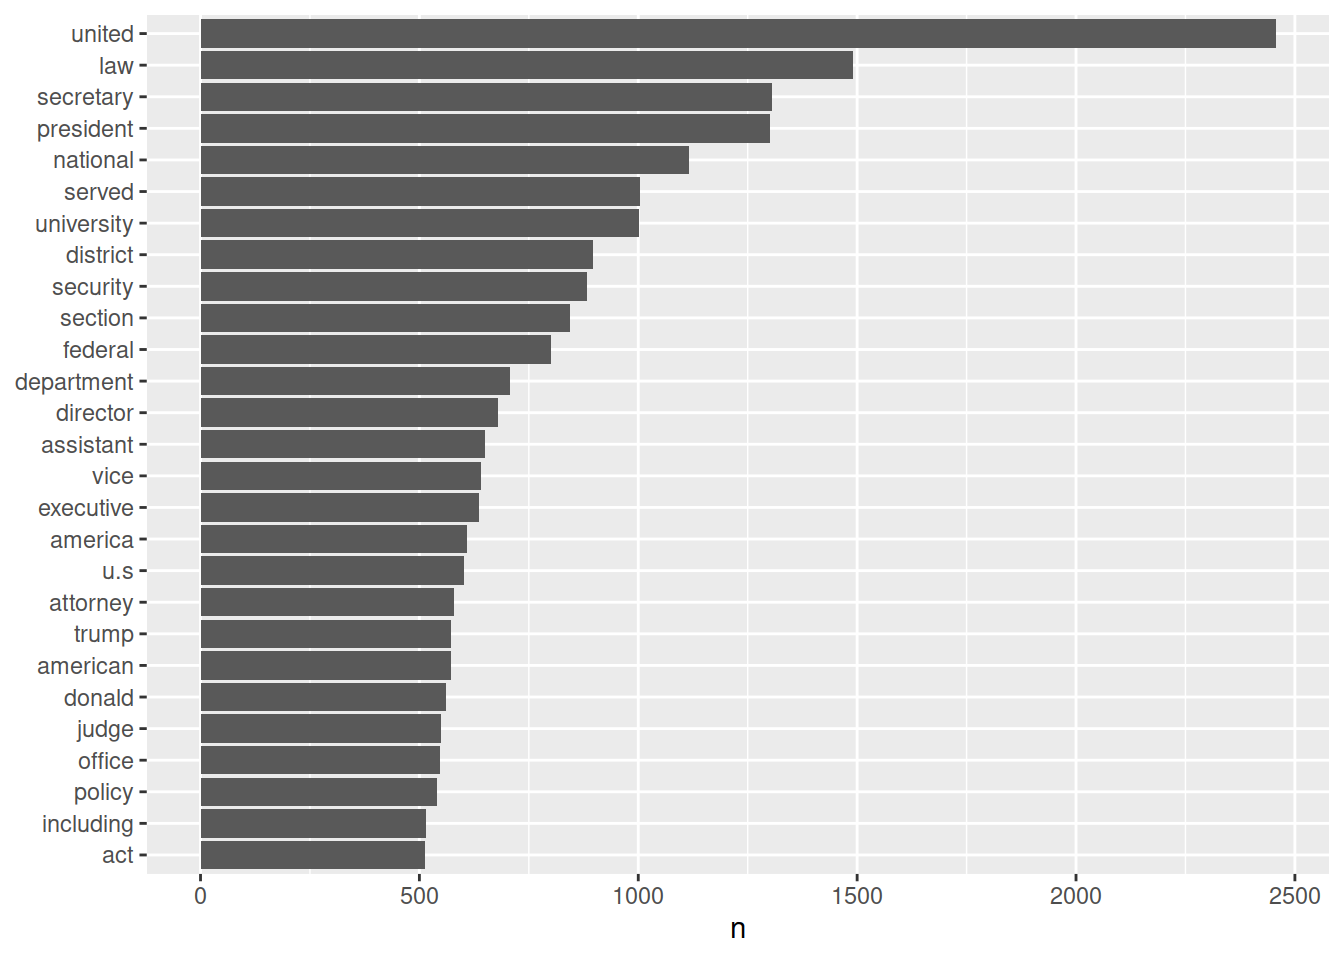 united
law
secretary
president
national
served
university
district
security
section
federal
department
director
assistant
vice
executive
america
u.s
attorney
trump
american
donald
judge
office
policy
including
act
0 500 1000 1500 2000 2500
n